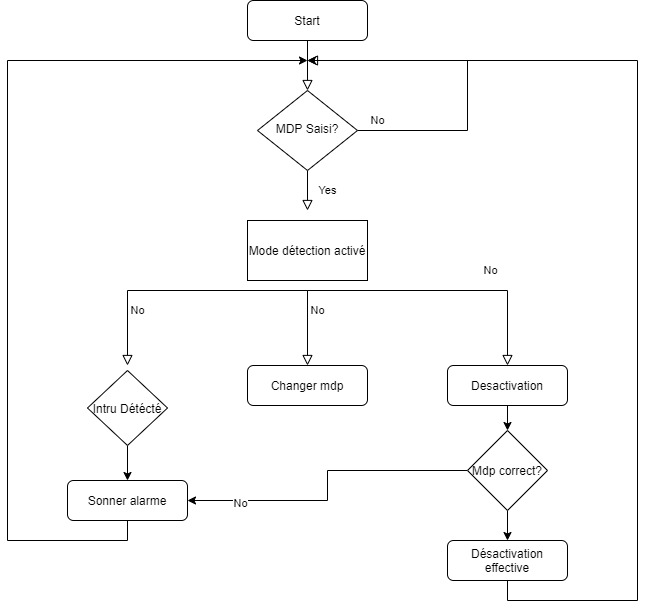 Start
MDP Saisi?
No
Yes
Mode détection activé
No
No
No
Intru Détécté
Changer mdp
Desactivation
Mdp correct?
Sonner alarme
No
Désactivation
effective